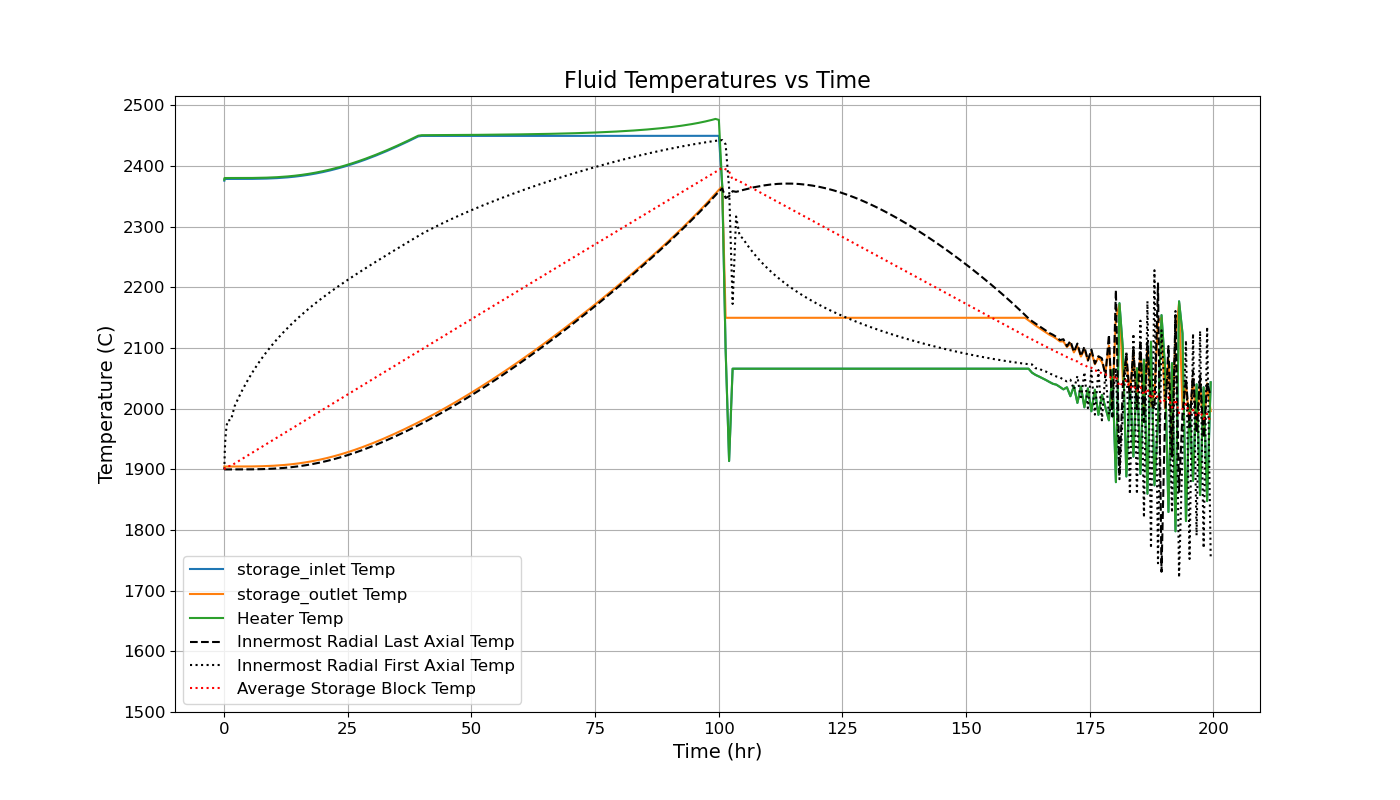 Fluid Temperatures vs Time
Temperature (C)
2500
2400
2300
2200
2100
2000
1900
1800
1700
1600
1500
storage_inlet Temp
storage_outlet Temp
Heater Temp
Innermost Radial Last Axial Temp
Innermost Radial First Axial Temp
Average Storage Block Temp
0 25 50 75 100 125 150 175 200
Time (hr)